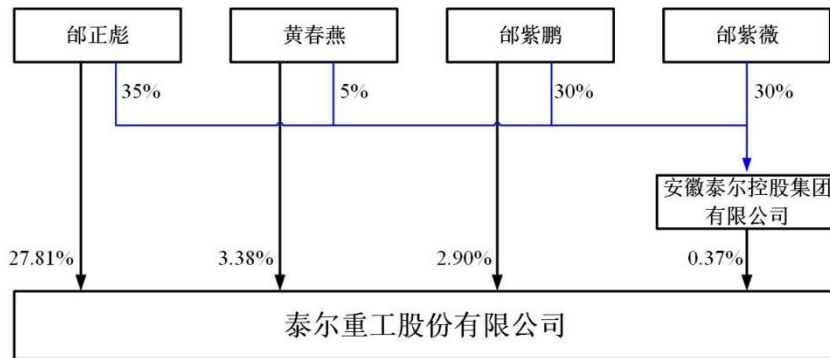 邰正彪
黄春燕
邰紫鹏
邰紫薇
35%
5%
30%
30%
安徽泰尔控股集团
有限公司
27.81%
3.38%
2.90%
0.37%
泰尔重工股份有限公司